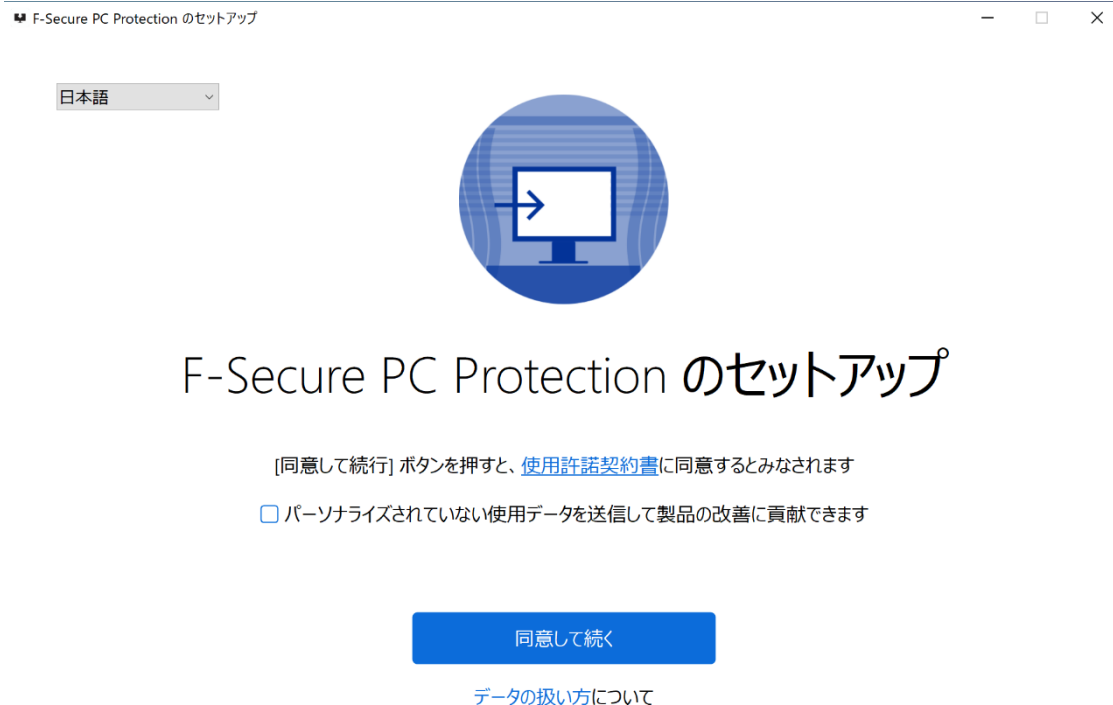 F-Secure PC Protection のセットアップ
日本語
F-Secure PC Protection のセットアップ
[同意して続行] ボタンを押すと、使用許諾契約書に同意するとみなされます
パーソナライズされていない使用データを送信して製品の改善に貢献できます
同意して続く
データの扱い方について